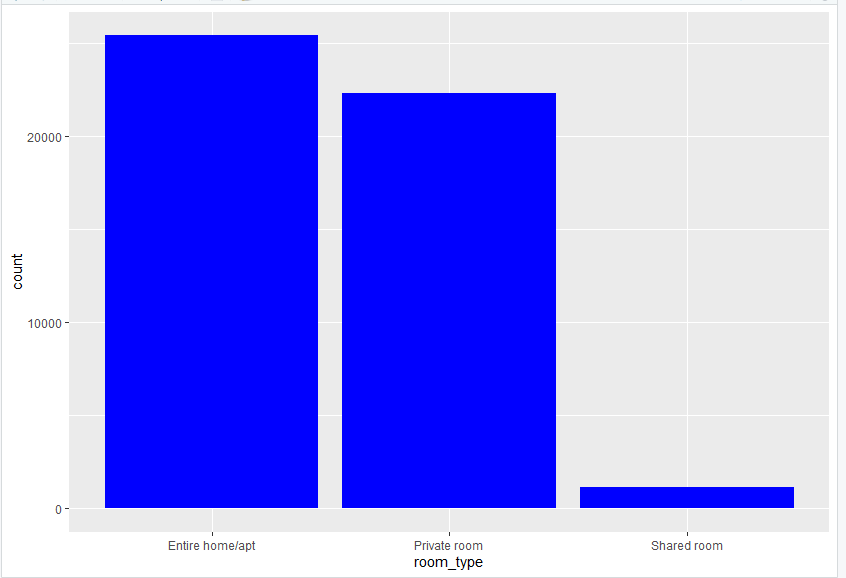 20000
10000
0
count
Entire home/apt
Private room
Shared room
room_type